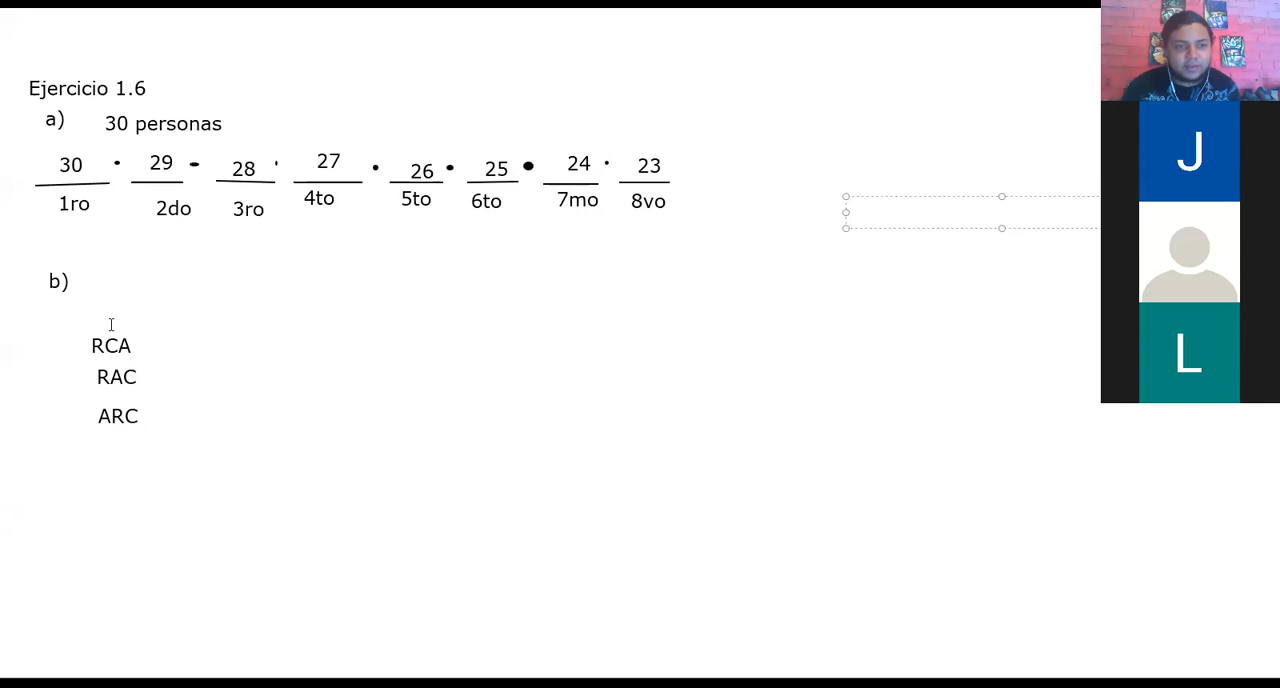 Ejercicio 1.6
a) 30 personas
30 · 29 · 28 · 27 · 26 · 25 · 24 · 23
1ro 2do 3ro 4to 5to 6to 7mo 8vo
b)
RCA
RAC
ARC
J
L